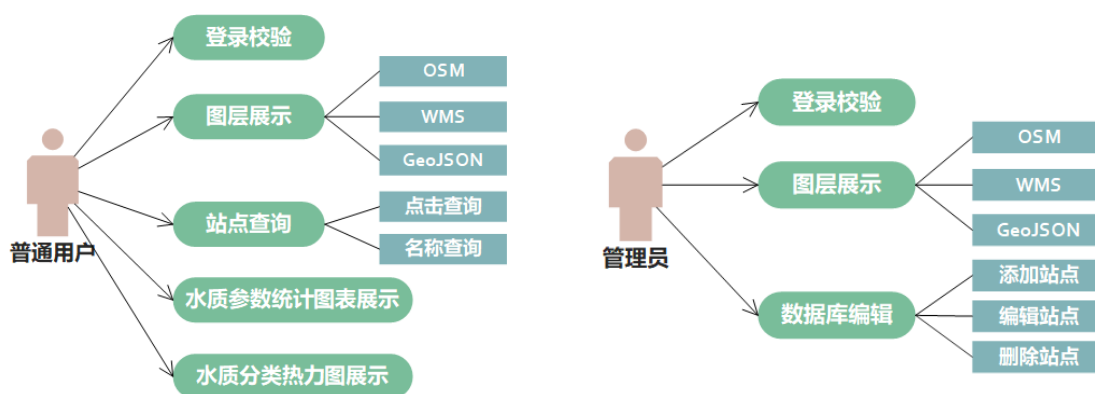 登录校验
图层展示
OSM
WMS
GeoJSON
站点查询
点击查询
名称查询
普通用户
水质参数统计图表展示
水质分类热力图展示
登录校验
图层展示
OSM
WMS
GeoJSON
管理员
数据库编辑
添加站点
编辑站点
删除站点